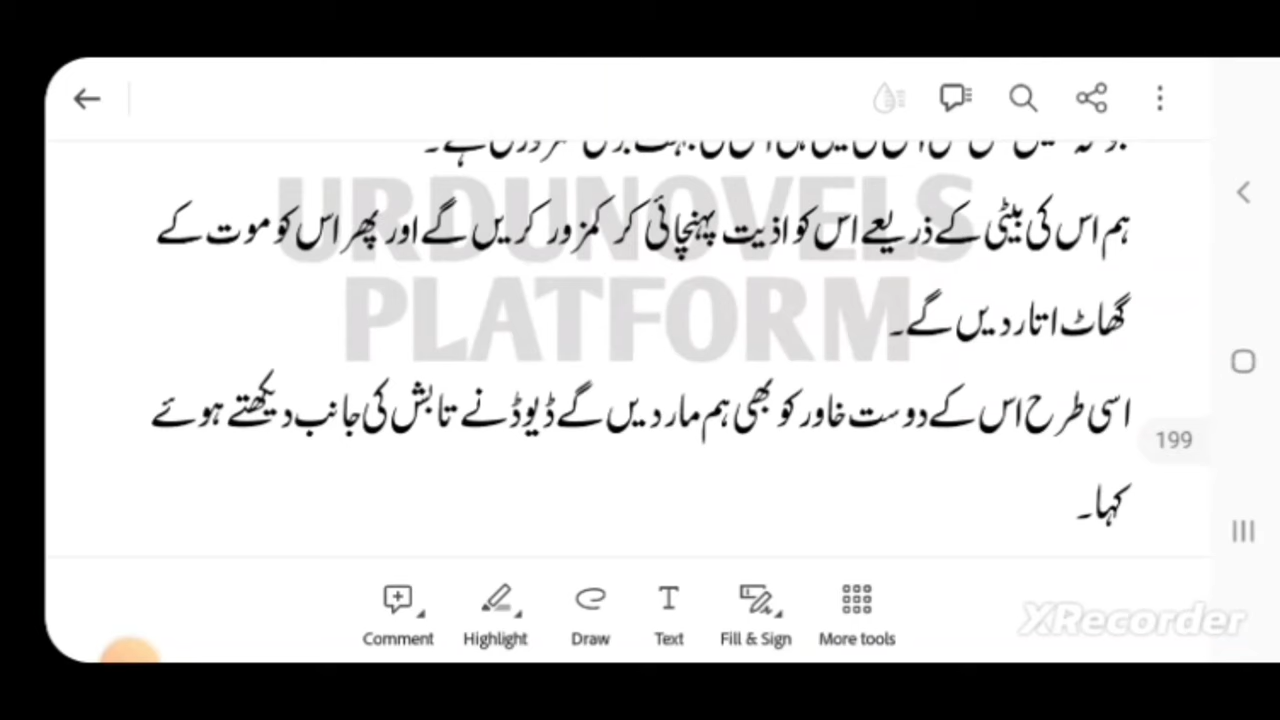 ہم اس کی بیٹی کے ذریعے اس کو اذیت پہنچائی کر کمزور کریں گے اور پھر اس کو موت کے
گھاٹ اتار دیں گے۔
اسی طرح اس کے دوست خاور کو بھی ہم مار دیں گے ڈیوڈ نے تابش کی جانب دیکھتے ہوئے
کہا۔
URDUNOVELS
PLATFORM
199
Comment
Highlight
Draw
Text
Fill & Sign
More tools
XRecorder